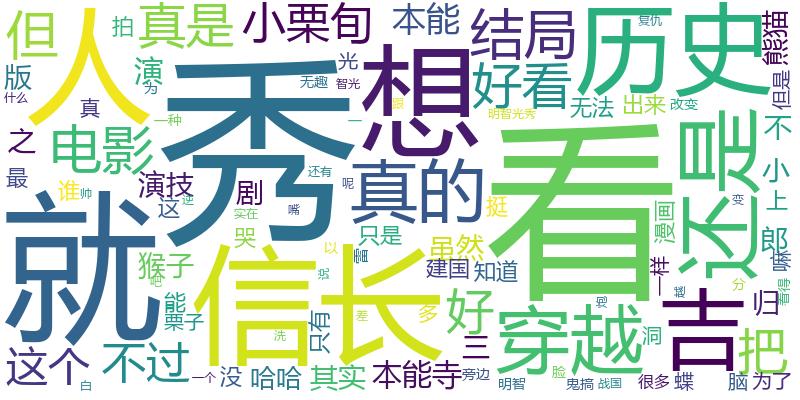 但
人
拍
真是
小栗旬
本能
结局
历史
复仇
熊猫
版
什么
之
真
演
为
一种
光
无趣
智光
想
跟
好看
明智光秀
无法
出来
改变
但是
不
电影
秀
看
还是
小
上
最
谁
帅
演技
这
逆
剧
实在
还有
嘴
呢
真的
挺
漫画
郎
嘛
就
猴子
哭
只是
雷
虽然
以
说
建国
知道
一样
越
变
看得
分
吧
能
栗子
信长
只有
差
多
好
三
穿越
洞
吉
归
把
洗
这个
不过
白
一个
没
哈哈
其实
本能寺
旁边
明智
脸
鬼搞
战国
很多
蝶
脑
为了